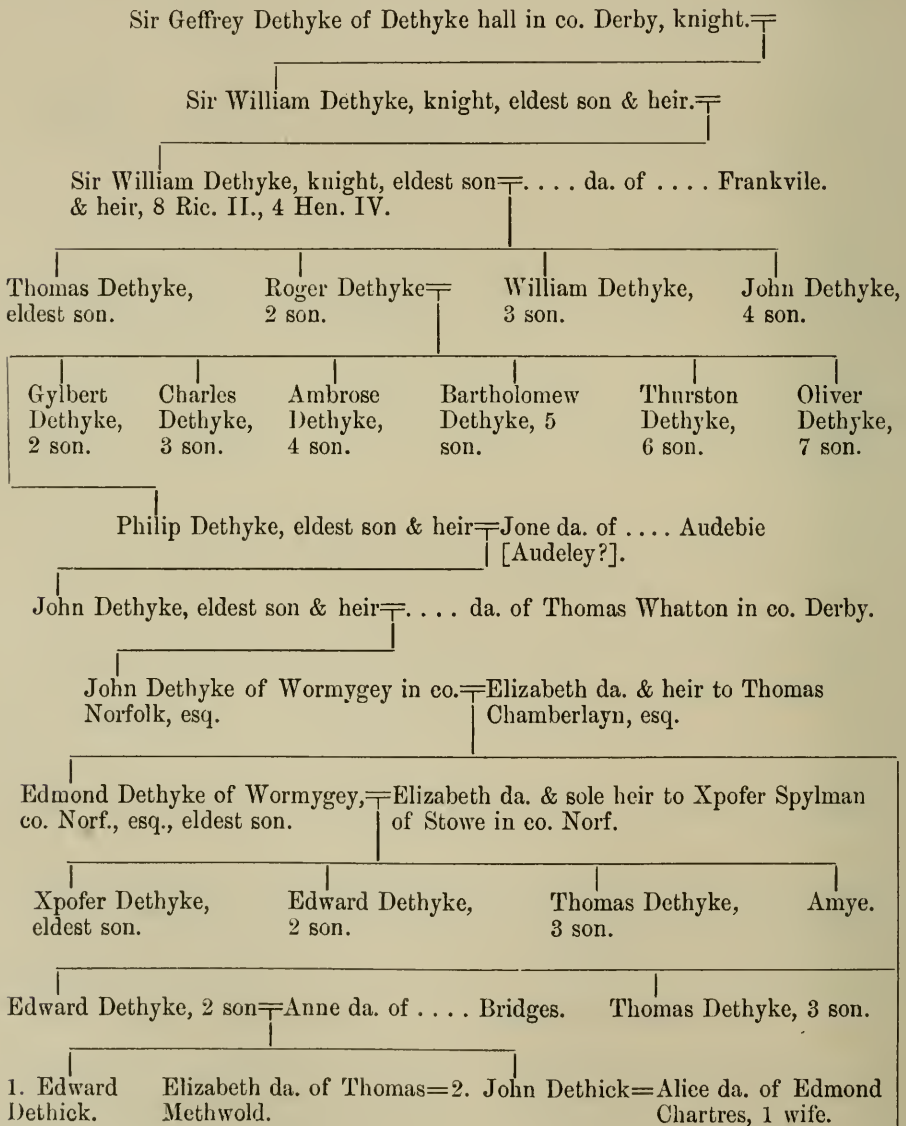 Sir Geffrey Dethyke of Dethyke hall in co. Derby, knight.
Sir William Dethyke, knight, eldest son & heir.
Sir William Dethyke, knight, eldest son = . . . . da. of . . . . Frankvile.
& heir, 8 Ric. II., 4 Hen. IV.
Thomas Dethyke,
eldest son.
Roger Dethyke
2 son.
William Dethyke,
3 son.
John Dethyke,
4 son.
Gylbert
Dethyke,
2 son.
Charles
Dethyke,
3 son.
Ambrose
Dethyke,
4 son.
Bartholomew
Dethyke, 5
son.
Thurston
Dethyke,
6 son.
Oliver
Dethyke,
7 son.
Philip Dethyke, eldest son & heir = Jone da. of . . . . Audebie
[Audeley?].
John Dethyke, eldest son & heir = . . . . da. of Thomas Whatton in co. Derby.
John Dethyke of Wormygey in co.
Norfolk, esq.
Elizabeth da. & heir to Thomas
Chamberlayn, esq.
Edmond Dethyke of Wormygey,
co. Norf., esq., eldest son.
Elizabeth da. & sole heir to Xpofer Spylman
of Stowe in co. Norf.
Xpofer Dethyke,
eldest son.
Edward Dethyke,
2 son.
Thomas Dethyke,
3 son.
Amye.
Edward Dethyke, 2 son = Anne da. of . . . . Bridges.
Thomas Dethyke, 3 son.
1. Edward
Dethick.
Elizabeth da. of Thomas
Methwold.
=2. John Dethick=
Alice da. of Edmond
Chartres, 1 wife.